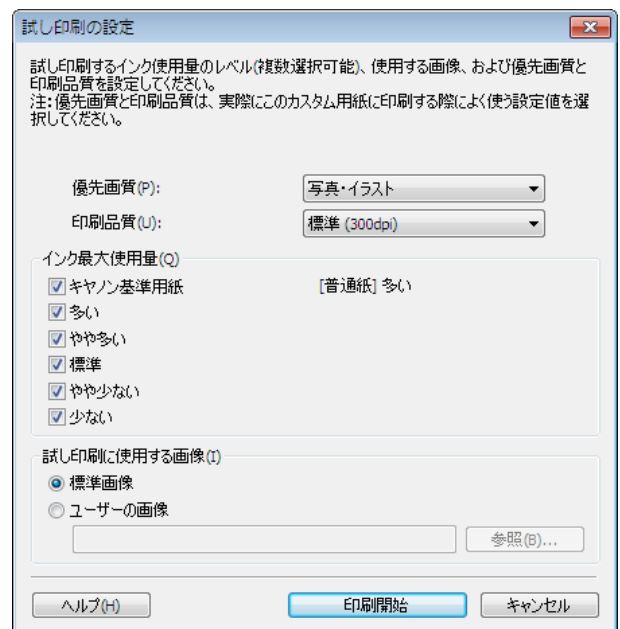 試し印刷の設定
試し印刷するインク使用量のレベル(複数選択可能)、使用する画像、および優先画質と
印刷品質を設定してください。
注:優先画質と印刷品質は、実際にこのカスタム用紙に印刷する際によく使う設定値を選
択してください。
優先画質(P): 写真・イラスト
印刷品質(U): 標準 (300dpi)
インク最大使用量(Q)
キヤノン基準用紙 [普通紙] 多い
多い
やや多い
標準
やや少ない
少ない
試し印刷に使用する画像(I)
標準画像
ユーザーの画像
参照(B)...
ヘルプ(H) 印刷開始 キャンセル